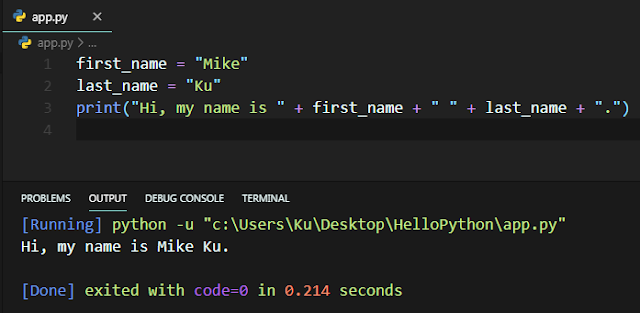 app.py ×
app.py > ...
1 first_name = "Mike"
2 last_name = "Ku"
3 print("Hi, my name is " + first_name + " " + last_name + ".")
4
PROBLEMS OUTPUT DEBUG CONSOLE TERMINAL
[Running] python -u "c:\Users\Ku\Desktop\HelloPython\app.py"
Hi, my name is Mike Ku.
[Done] exited with code=0 in 0.214 seconds